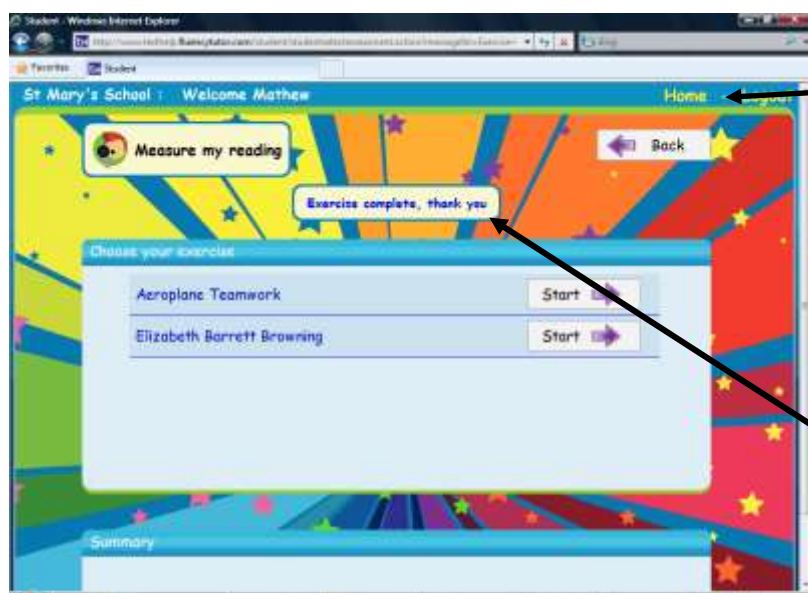 Student - Windows Internet Explorer
Favorites Student
St Mary's School : Welcome Mathew Home Logout
Measure my reading Back
Exercise complete, thank you
Choose your exercise
Aeroplane Teamwork Start
Elizabeth Barrett Browning Start
Summary